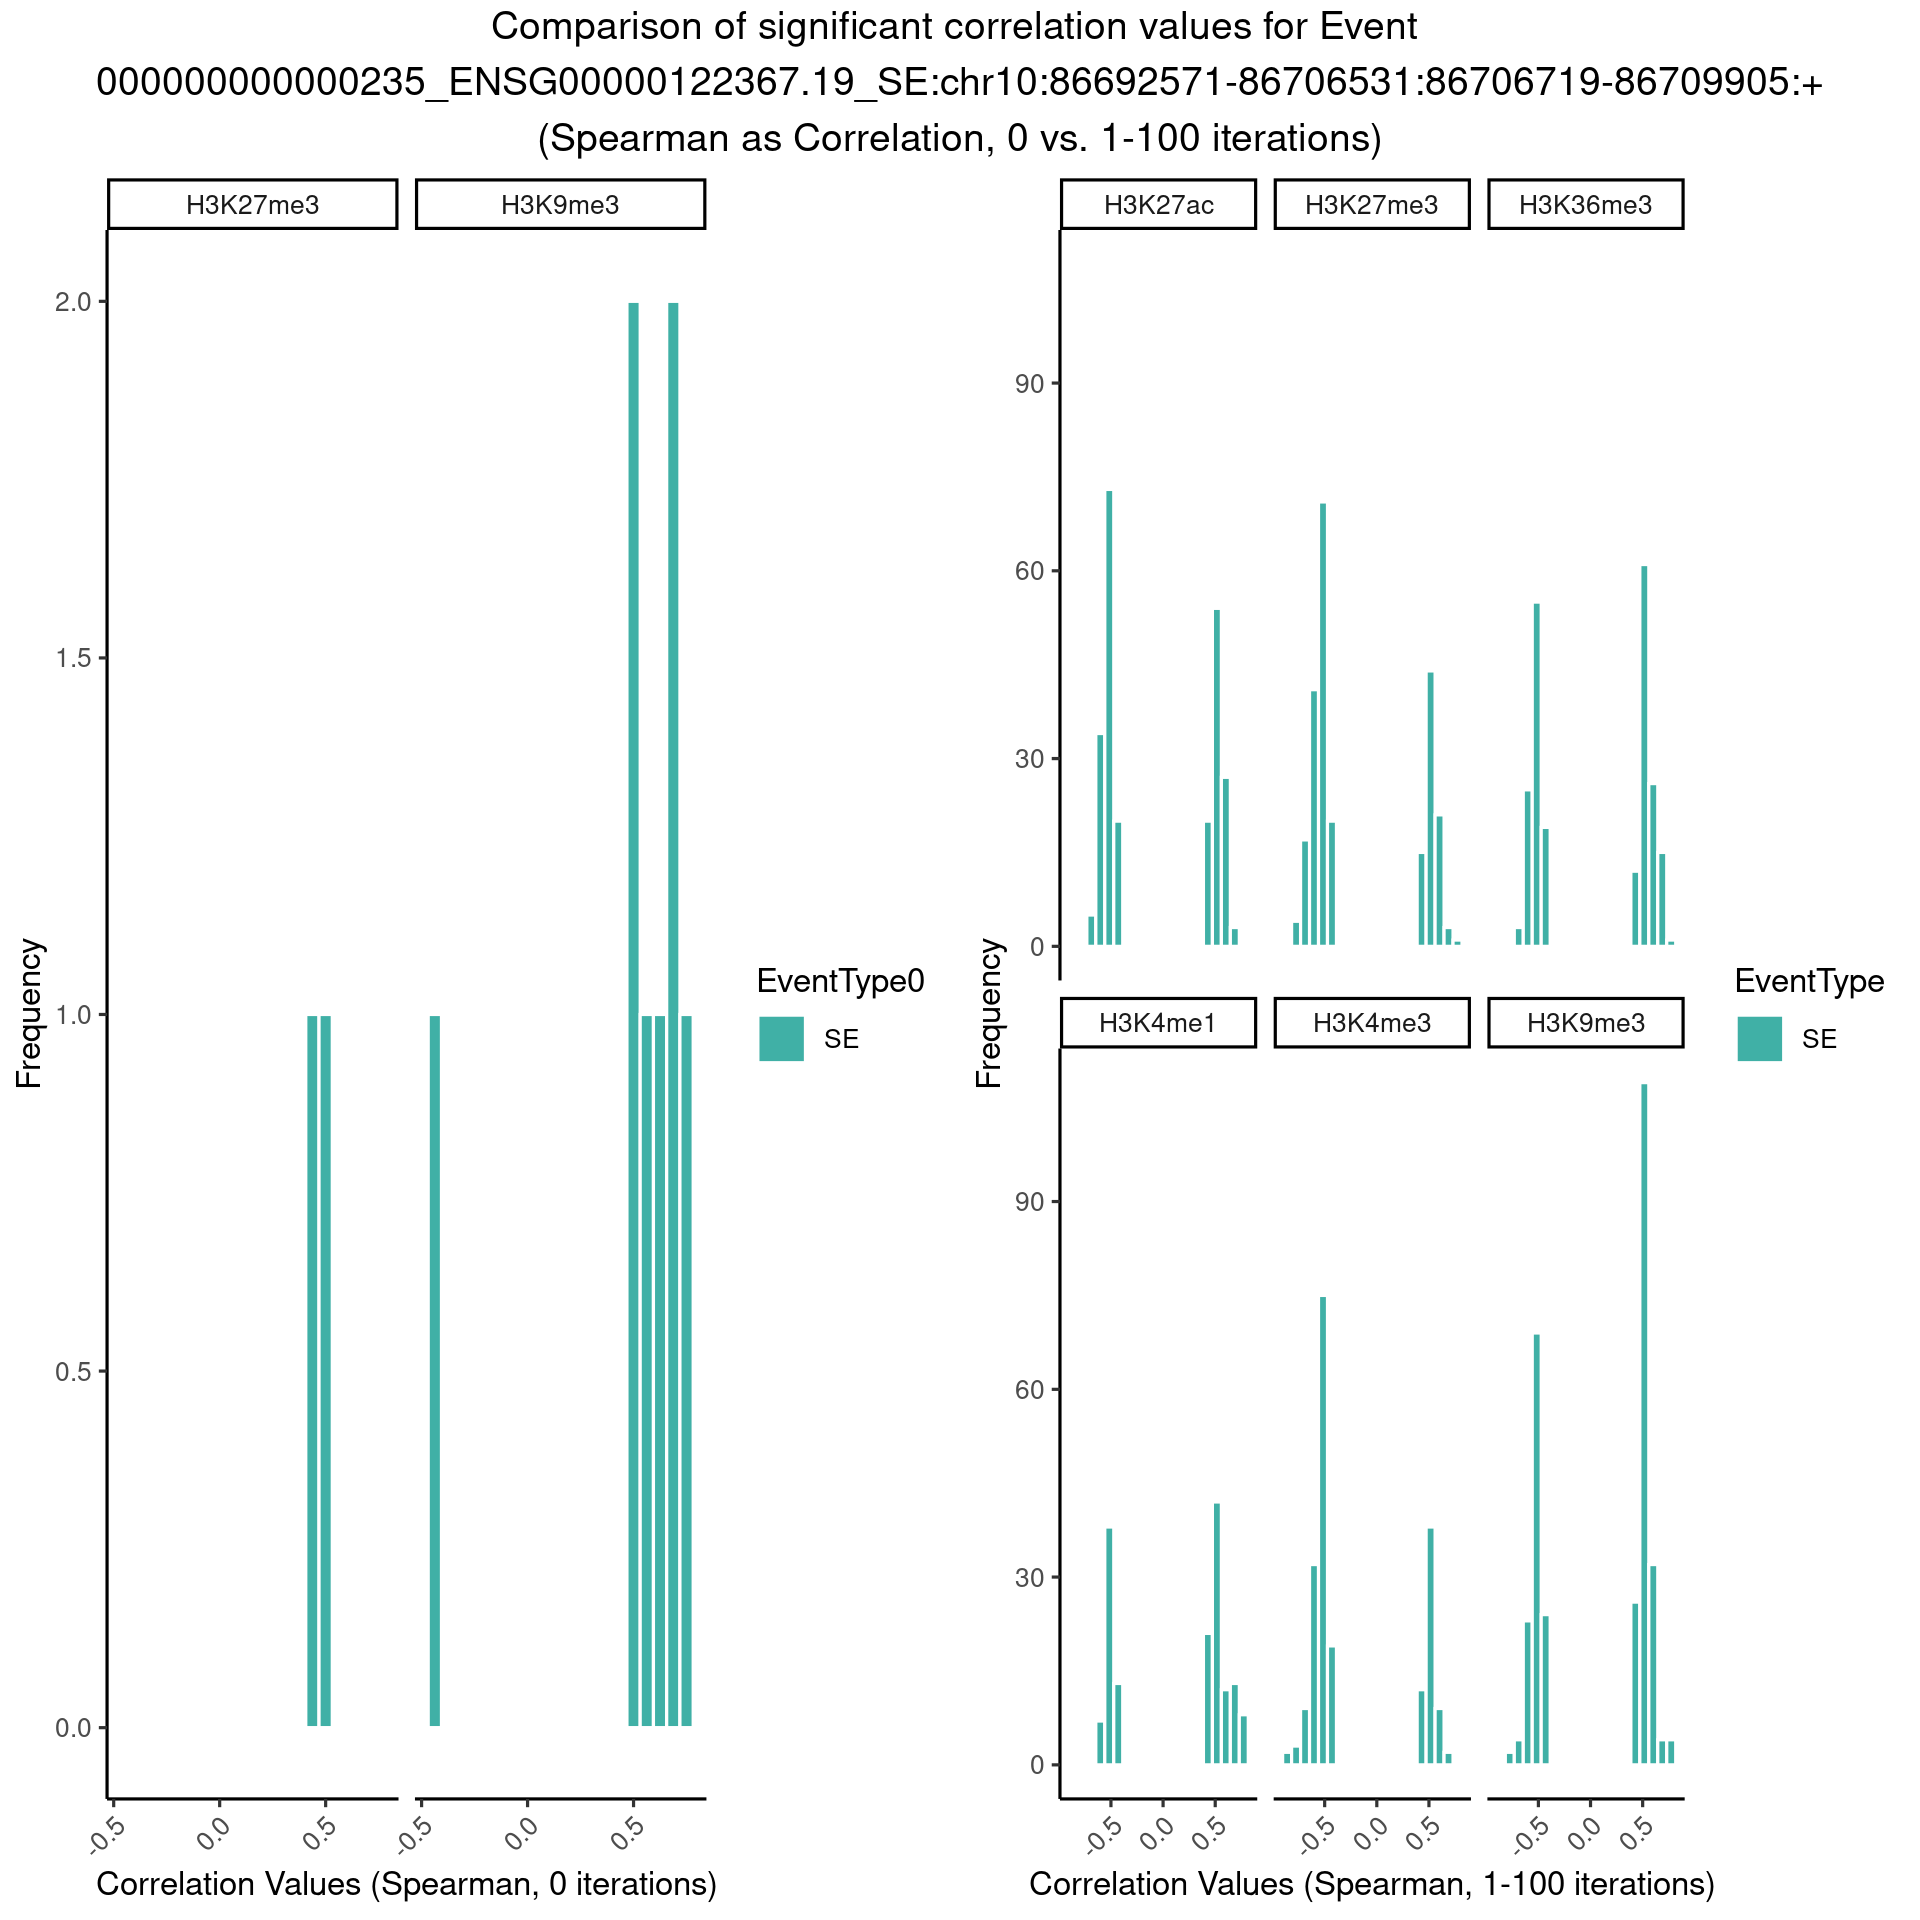 Comparison of significant correlation values for Event
000000000000235_ENSG00000122367.19_SE:chr10:86692571-86706531:86706719-86709905:+
(Spearman as Correlation, 0 vs. 1-100 iterations)
H3K27me3
H3K9me3
Frequency
2.0
1.5
1.0
0.5
0.0
-0.5
0.0
0.5
-0.5
0.0
0.5
Correlation Values (Spearman, 0 iterations)
EventType0
SE
H3K27ac
H3K27me3
H3K36me3
Frequency
90
60
30
0
H3K4me1
H3K4me3
H3K9me3
90
60
30
0
-0.5
0.0
0.5
-0.5
0.0
0.5
-0.5
0.0
0.5
Correlation Values (Spearman, 1-100 iterations)
EventType
SE